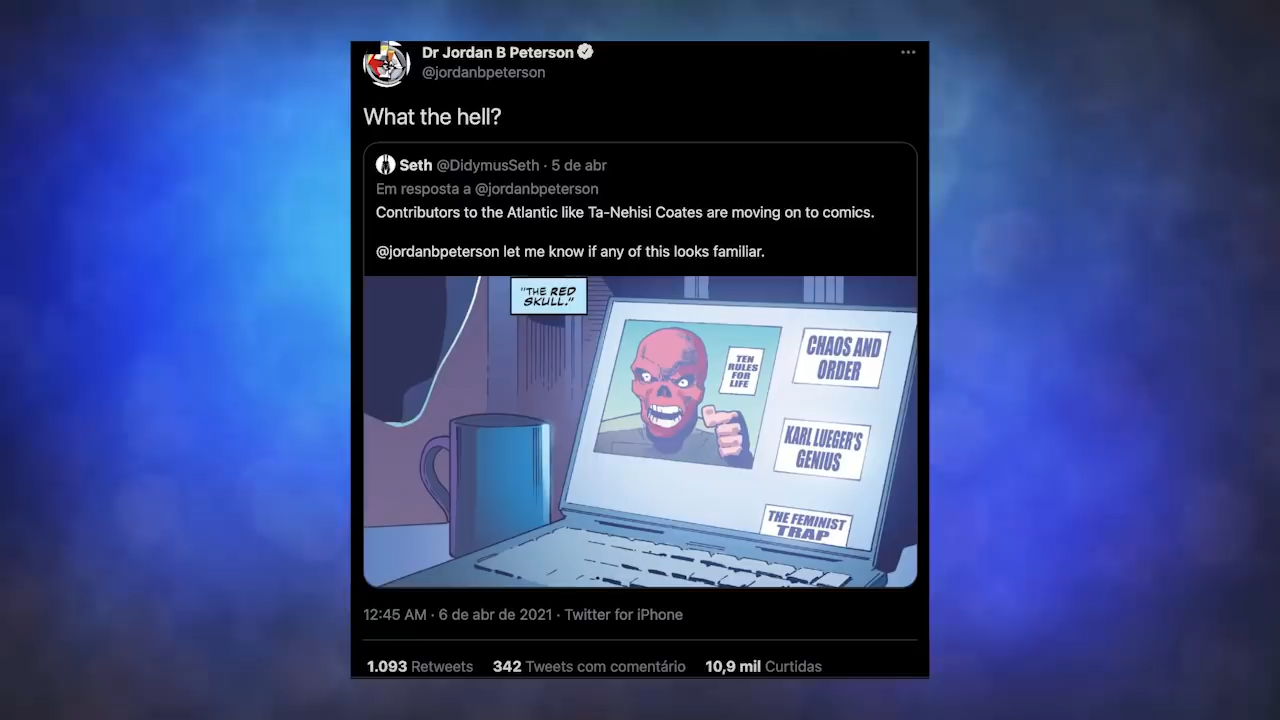 Dr Jordan B Peterson
@jordanbpeterson
What the hell?
Seth @DidymusSeth · 5 de abr
Em resposta a @jordanbpeterson
Contributors to the Atlantic like Ta-Nehisi Coates are moving on to comics.
@jordanbpeterson let me know if any of this looks familiar.
"THE RED
SKULL."
TEN
RULES
FOR
LIFE
CHAOS AND
ORDER
KARL LUEGER'S
GENIUS
THE FEMINIST
TRAP
12:45 AM · 6 de abr de 2021 · Twitter for iPhone
1.093 Retweets 342 Tweets com comentário 10,9 mil Curtidas